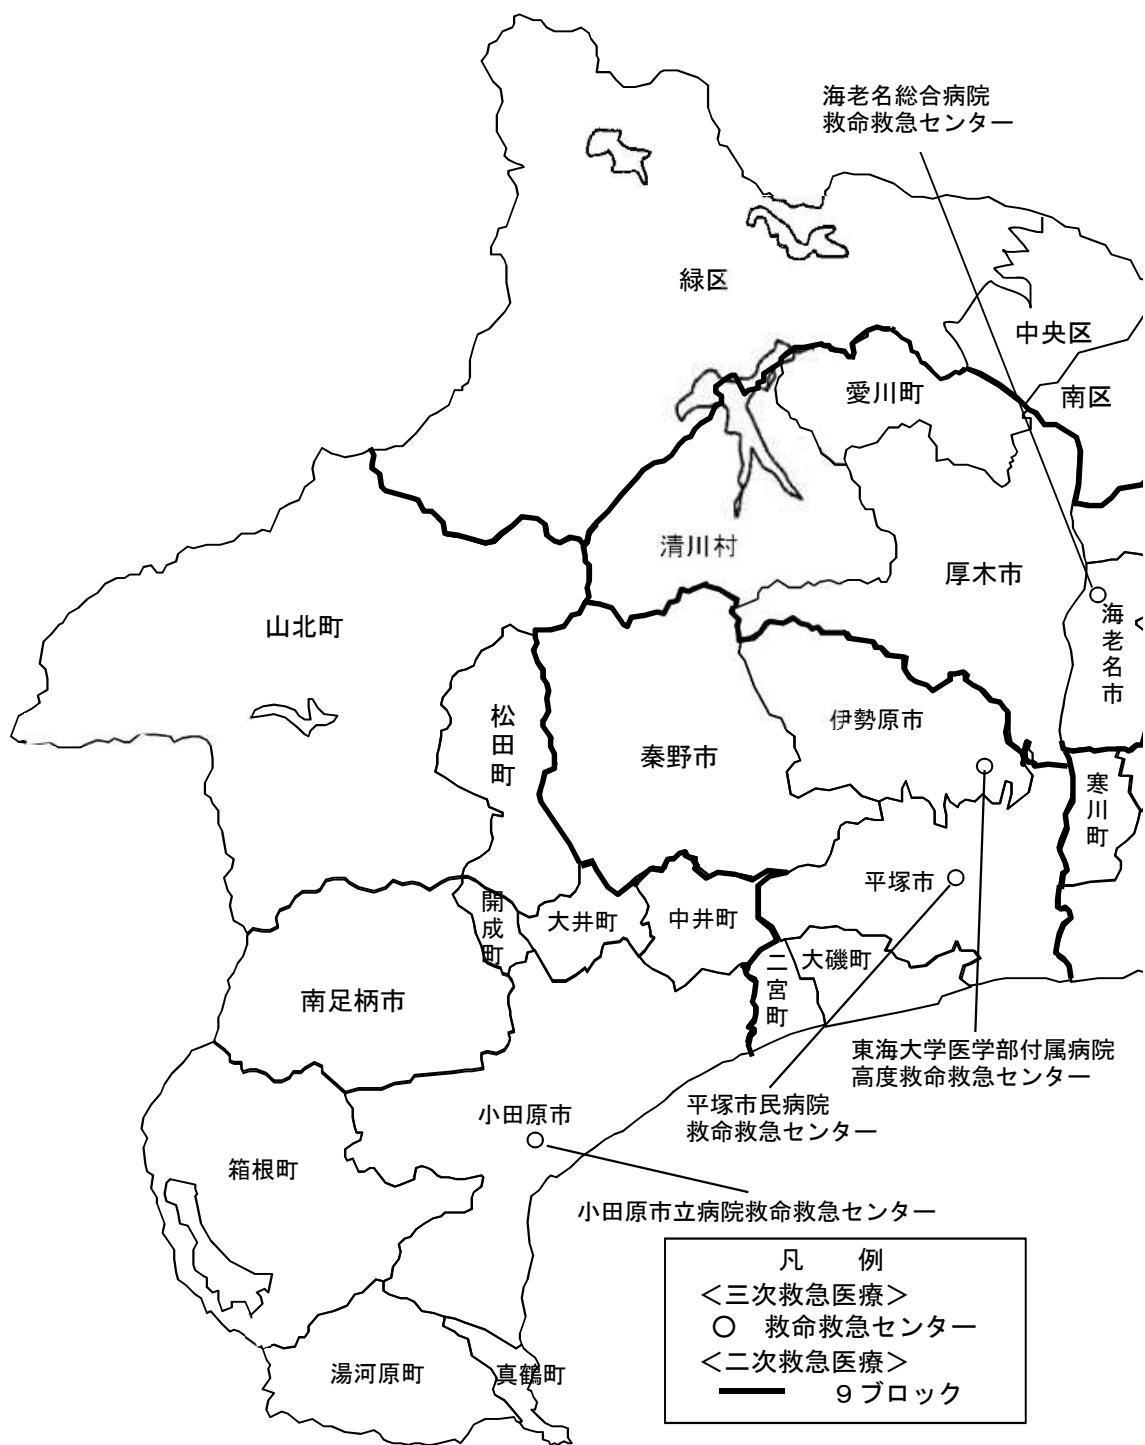 海老名総合病院
救命救急センター
緑区
中央区
南区
愛川町
清川村
厚木市
海老名市
山北町
松田町
伊勢原市
秦野市
寒川町
平塚市
開成町
大井町
中井町
二宮町
大磯町
南足柄市
東海大学医学部付属病院
高度救命救急センター
平塚市民病院
救命救急センター
小田原市
箱根町
小田原市立病院救命救急センター
湯河原町
真鶴町
凡 例
<三次救急医療>
○ 救命救急センター
<二次救急医療>
9ブロック